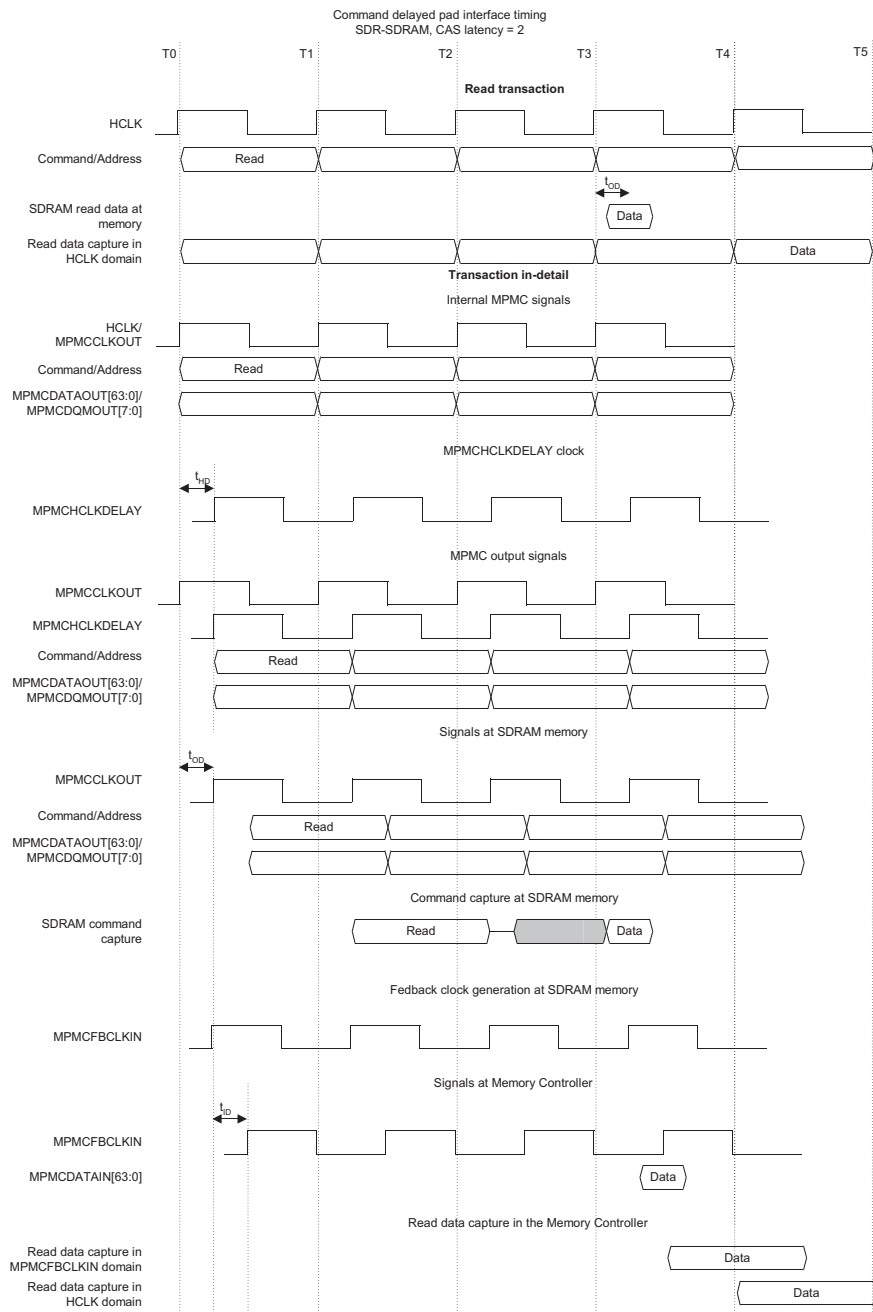 Command delayed pad interface timing
SDR-SDRAM, CAS latency = 2
T0 T1 T2 T3 T4 T5
Read transaction
HCLK
Command/Address Read
tOD
SDRAM read data at
memory
Data
Read data capture in
HCLK domain
Data
Transaction in-detail
Internal MPMC signals
HCLK/
MPMCCLKOUT
Command/Address Read
MPMCDATAOUT[63:0]/
MPMCDQMOUT[7:0]
MPMCHCLKDELAY clock
tHD
MPMCHCLKDELAY
MPMC output signals
MPMCCLKOUT
MPMCHCLKDELAY
Command/Address Read
MPMCDATAOUT[63:0]/
MPMCDQMOUT[7:0]
Signals at SDRAM memory
tOD
MPMCCLKOUT
Command/Address Read
MPMCDATAOUT[63:0]/
MPMCDQMOUT[7:0]
Command capture at SDRAM memory
SDRAM command
capture
Read Data
Fedback clock generation at SDRAM memory
MPMCFBCLKIN
Signals at Memory Controller
tID
MPMCFBCLKIN
MPMCDATAIN[63:0] Data
Read data capture in the Memory Controller
Read data capture in
MPMCFBCLKIN domain
Data
Read data capture in
HCLK domain
Data